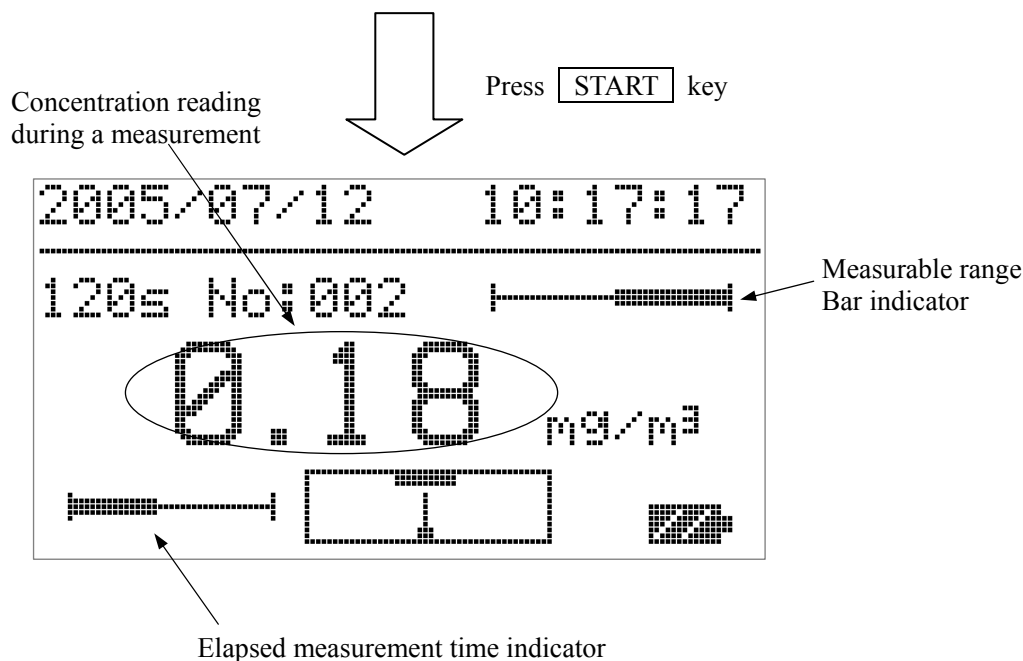 Press START key
Concentration reading
during a measurement
2005/07/12 10:17:17
120s No:002
Measurable range
Bar indicator
0.18 mg/m³
Elapsed measurement time indicator